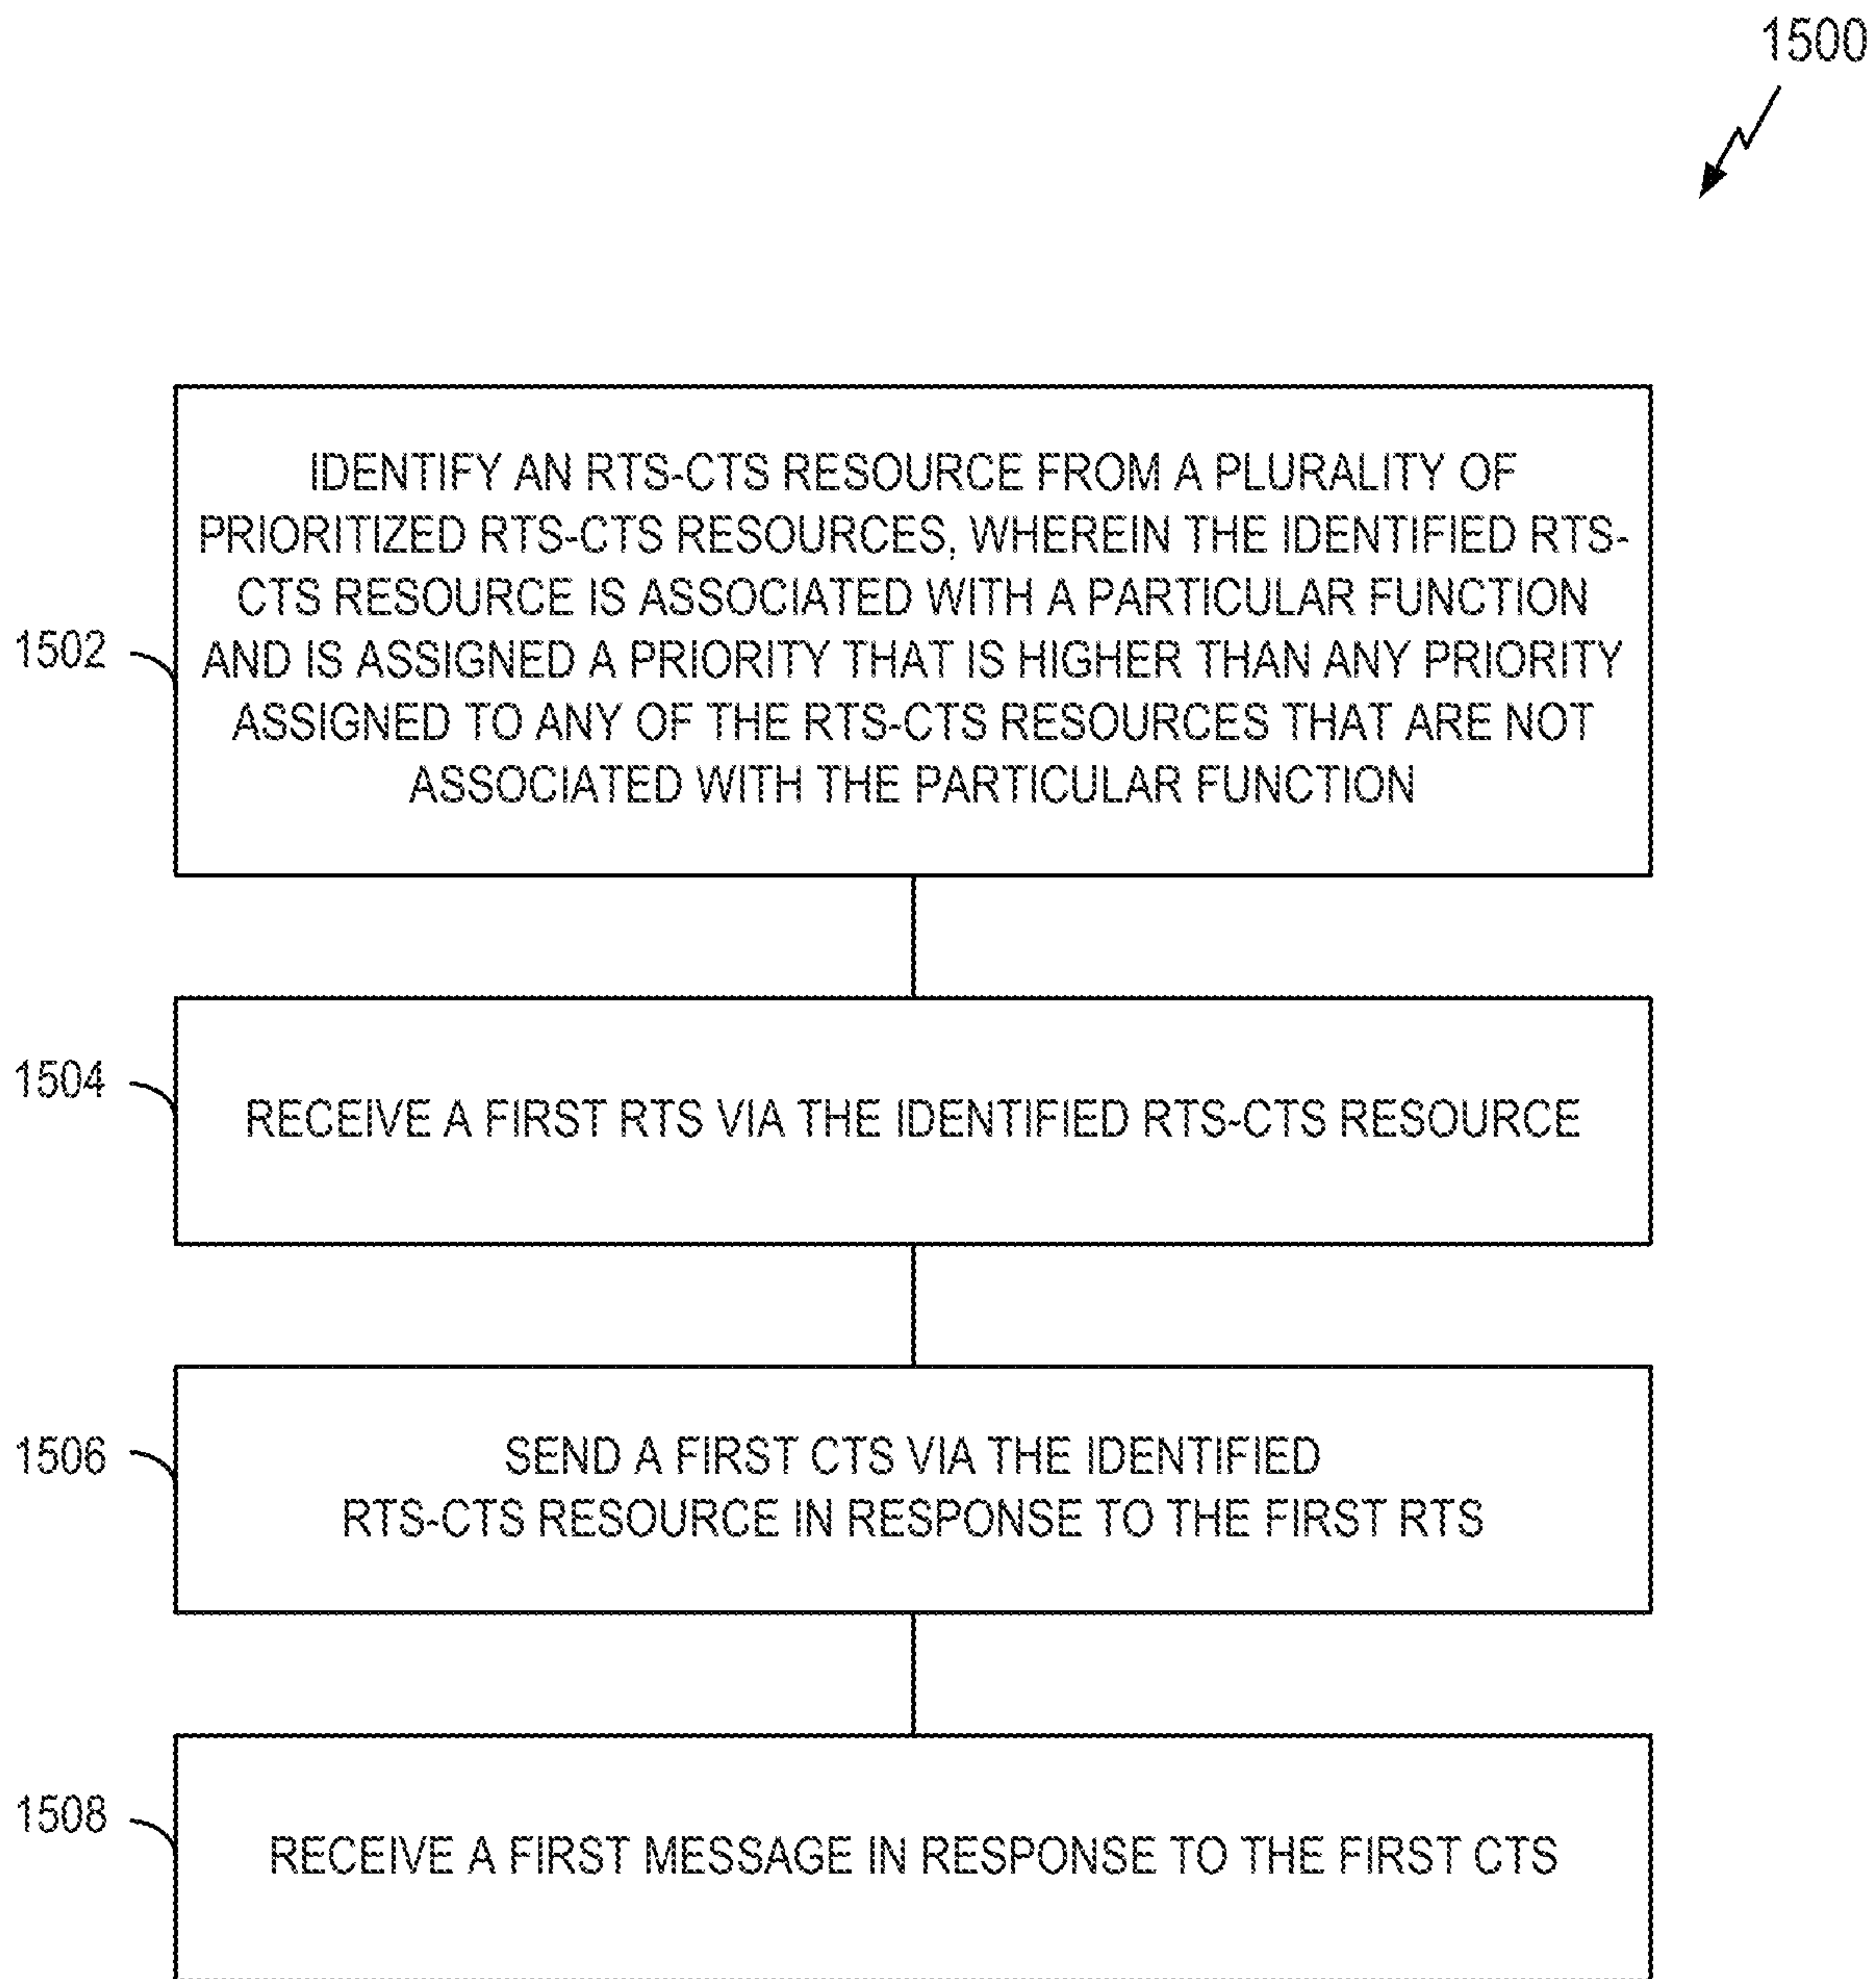 1500
IDENTIFY AN RTS-CTS RESOURCE FROM A PLURALITY OF
PRIORITIZED RTS-CTS RESOURCES, WHEREIN THE IDENTIFIED RTS-
CTS RESOURCE IS ASSOCIATED WITH A PARTICULAR FUNCTION
AND IS ASSIGNED A PRIORITY THAT IS HIGHER THAN ANY PRIORITY
ASSIGNED TO ANY OF THE RTS-CTS RESOURCES THAT ARE NOT
ASSOCIATED WITH THE PARTICULAR FUNCTION
1502
1504
RECEIVE A FIRST RTS VIA THE IDENTIFIED RTS-CTS RESOURCE
1506
SEND A FIRST CTS VIA THE IDENTIFIED
RTS-CTS RESOURCE IN RESPONSE TO THE FIRST RTS
1508
RECEIVE A FIRST MESSAGE IN RESPONSE TO THE FIRST CTS